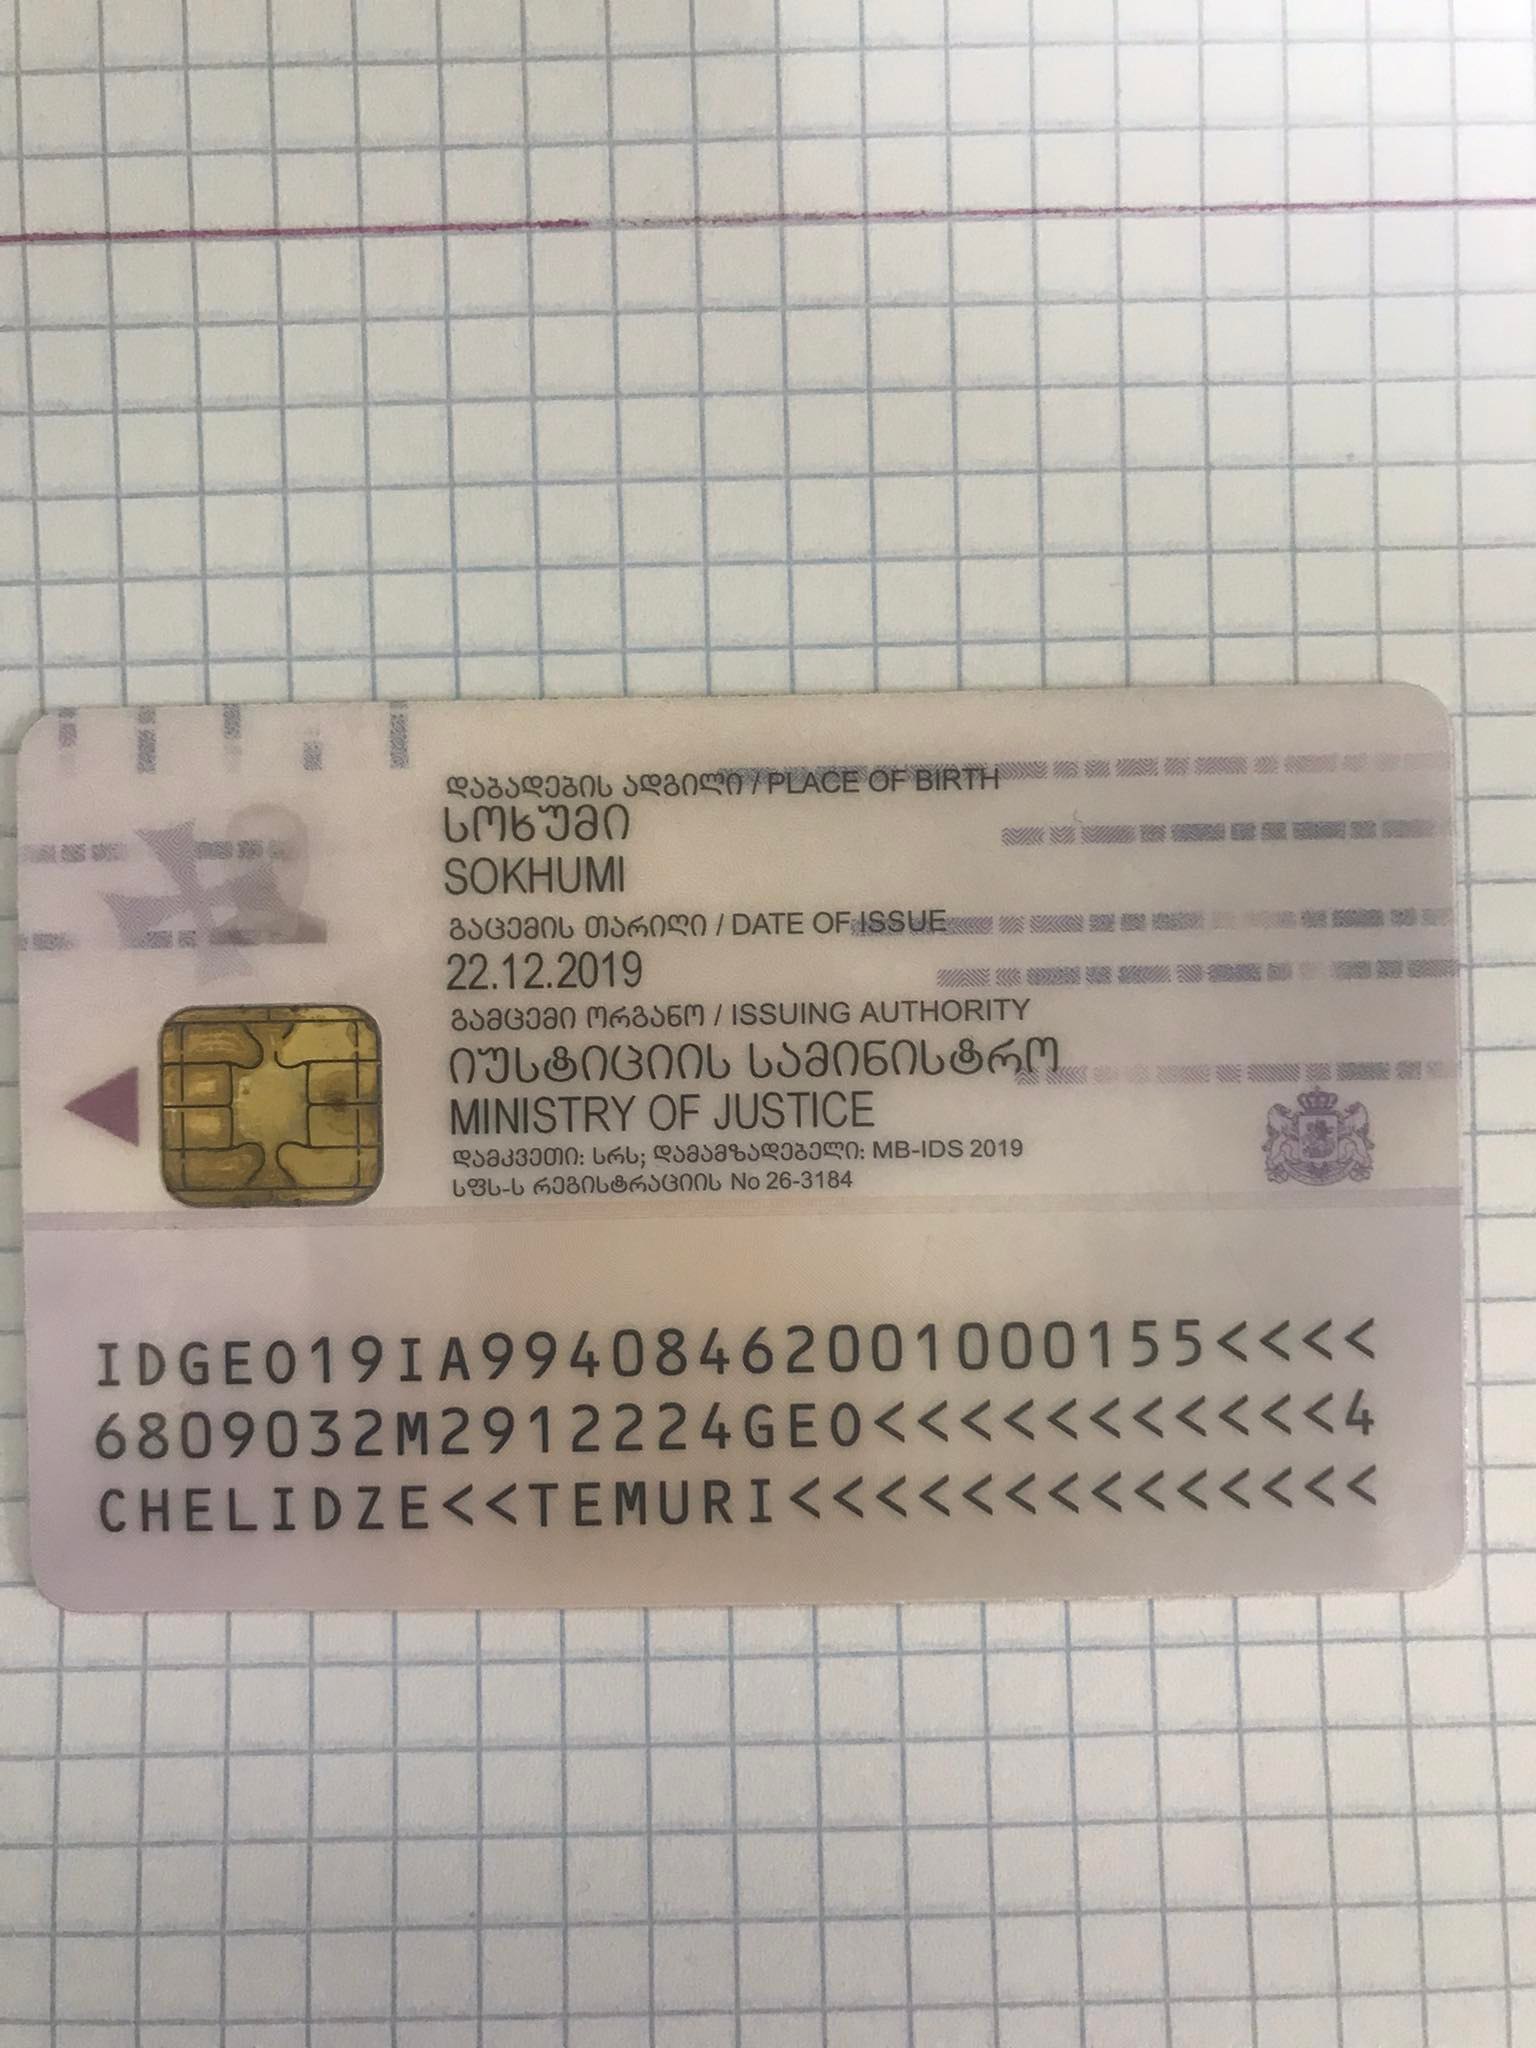 დაბადების ადგილი / PLACE OF BIRTH
სოხუმი
SOKHUMI
გაცემის თარიღი / DATE OF ISSUE
22.12.2019
გამცემი ორგანო / ISSUING AUTHORITY
იუსტიციის სამინისტრო
MINISTRY OF JUSTICE
დამკვეთი: სრს; დამამზადებელი: MB-IDS 2019
სფს-ს რეგისტრაციის No 26-3184
IDGEO19IA99408462001000155<<<<
6809032M2912224GEO<<<<<<<<<<<4
CHELIDZE<<TEMURI<<<<<<<<<<<<<<